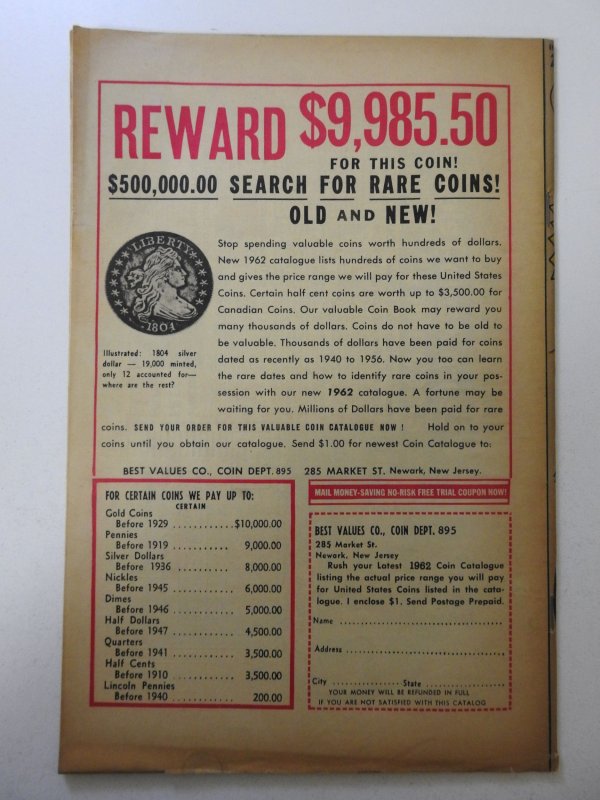 REWARD $9,985.50
FOR THIS COIN!
$500,000.00 SEARCH FOR RARE COINS!
OLD AND NEW!
LIBERTY
1804
Illustrated: 1804 silver
dollar — 19,000 minted,
only 12 accounted for—
where are the rest?
Stop spending valuable coins worth hundreds of dollars.
New 1962 catalogue lists hundreds of coins we want to buy
and gives the price range we will pay for these United States
Coins. Certain half cent coins are worth up to $3,500.00 for
Canadian Coins. Our valuable Coin Book may reward you
many thousands of dollars. Coins do not have to be old to
be valuable. Thousands of dollars have been paid for coins
dated as recently as 1940 to 1956. Now you too can learn
the rare dates and how to identify rare coins in your pos-
session with our new 1962 catalogue. A fortune may be
waiting for you. Millions of Dollars have been paid for rare
coins. SEND YOUR ORDER FOR THIS VALUABLE COIN CATALOGUE NOW ! Hold on to your
coins until you obtain our catalogue. Send $1.00 for newest Coin Catalogue to:
BEST VALUES CO., COIN DEPT. 895 285 MARKET ST. Newark, New Jersey.
FOR CERTAIN COINS WE PAY UP TO:
CERTAIN
Gold Coins
Before 1929 ............$10,000.00
Pennies
Before 1919 ........... 9,000.00
Silver Dollars
Before 1936 ........... 8,000.00
Nickles
Before 1945 ............ 6,000.00
Dimes
Before 1946 ............ 5,000.00
Half Dollars
Before 1947 ............ 4,500.00
Quarters
Before 1941 ............ 3,500.00
Half Cents
Before 1910 ............ 3,500.00
Lincoln Pennies
Before 1940 ............ 200.00
MAIL MONEY-SAVING NO-RISK FREE TRIAL COUPON NOW!
BEST VALUES CO., COIN DEPT. 895
285 Market St.
Newark, New Jersey
Rush your Latest 1962 Coin Catalogue
listing the actual price range you will pay
for United States Coins listed in the cata-
logue. I enclose $1. Send Postage Prepaid.
Name ........................................
Address .......................................
City ................. State ....................
YOUR MONEY WILL BE REFUNDED IN FULL
IF YOU ARE NOT SATISFIED WITH THIS CATALOG